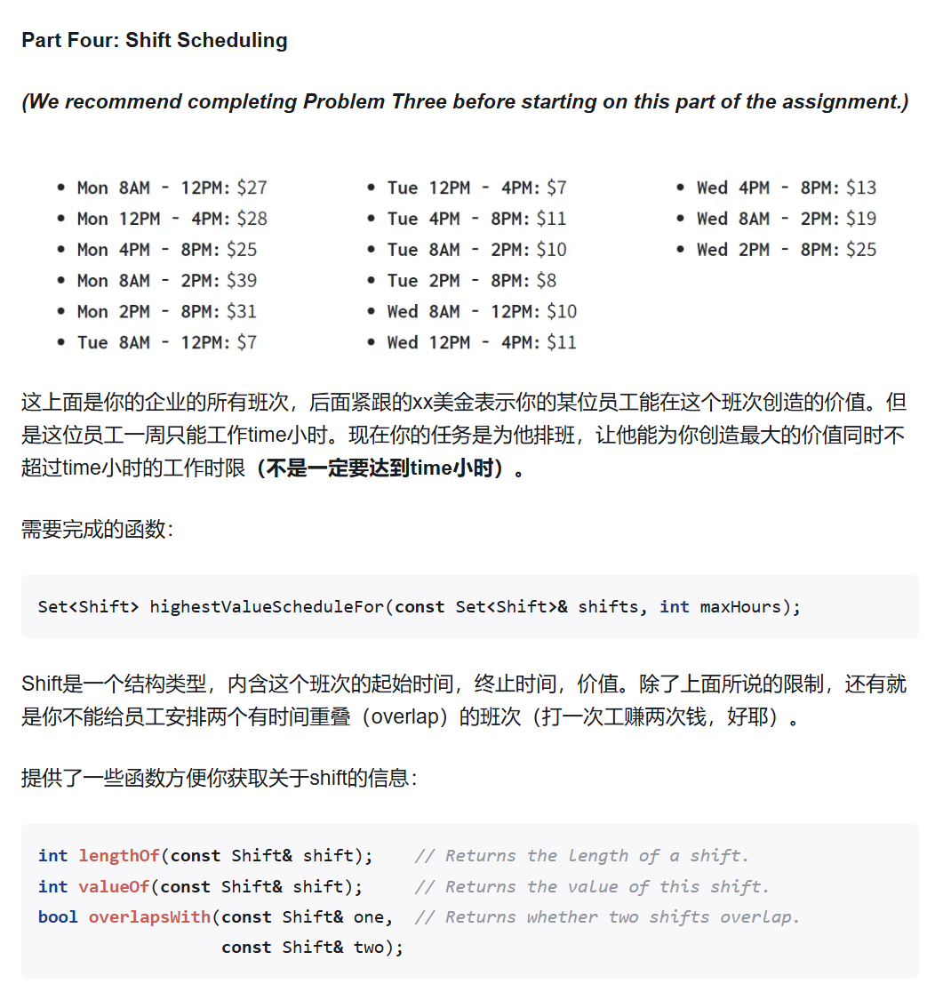 Part Four: Shift Scheduling
(We recommend completing Problem Three before starting on this part of the assignment.)
• Mon 8AM - 12PM: $27
• Mon 12PM - 4PM: $28
• Mon 4PM - 8PM: $25
• Mon 8AM - 2PM: $39
• Mon 2PM - 8PM: $31
• Tue 8AM - 12PM: $7
• Tue 12PM - 4PM: $7
• Tue 4PM - 8PM: $11
• Tue 8AM - 2PM: $10
• Tue 2PM - 8PM: $8
• Wed 8AM - 12PM: $10
• Wed 12PM - 4PM: $11
• Wed 4PM - 8PM: $13
• Wed 8AM - 2PM: $19
• Wed 2PM - 8PM: $25
这上面是你的企业的所有班次，后面紧跟的xx美金表示你的某位员工能在这个班次创造的价值。但
是这位员工一周只能工作time小时。现在你的任务是为他排班，让他能为你创造最大的价值同时不
超过time小时的工作时限（不是一定要达到time小时）。
需要完成的函数：
Set<Shift> highestValueScheduleFor(const Set<Shift>& shifts, int maxHours);
Shift是一个结构类型，内含这个班次的起始时间，终止时间，价值。除了上面所说的限制，还有就
是你不能给员工安排两个有时间重叠（overlap）的班次（打一次工赚两次钱，好耶）。
提供了一些函数方便你获取关于shift的信息：
int lengthOf(const Shift& shift);    // Returns the length of a shift.
int valueOf(const Shift& shift);     // Returns the value of this shift.
bool overlapsWith(const Shift& one,  // Returns whether two shifts overlap.
                  const Shift& two);